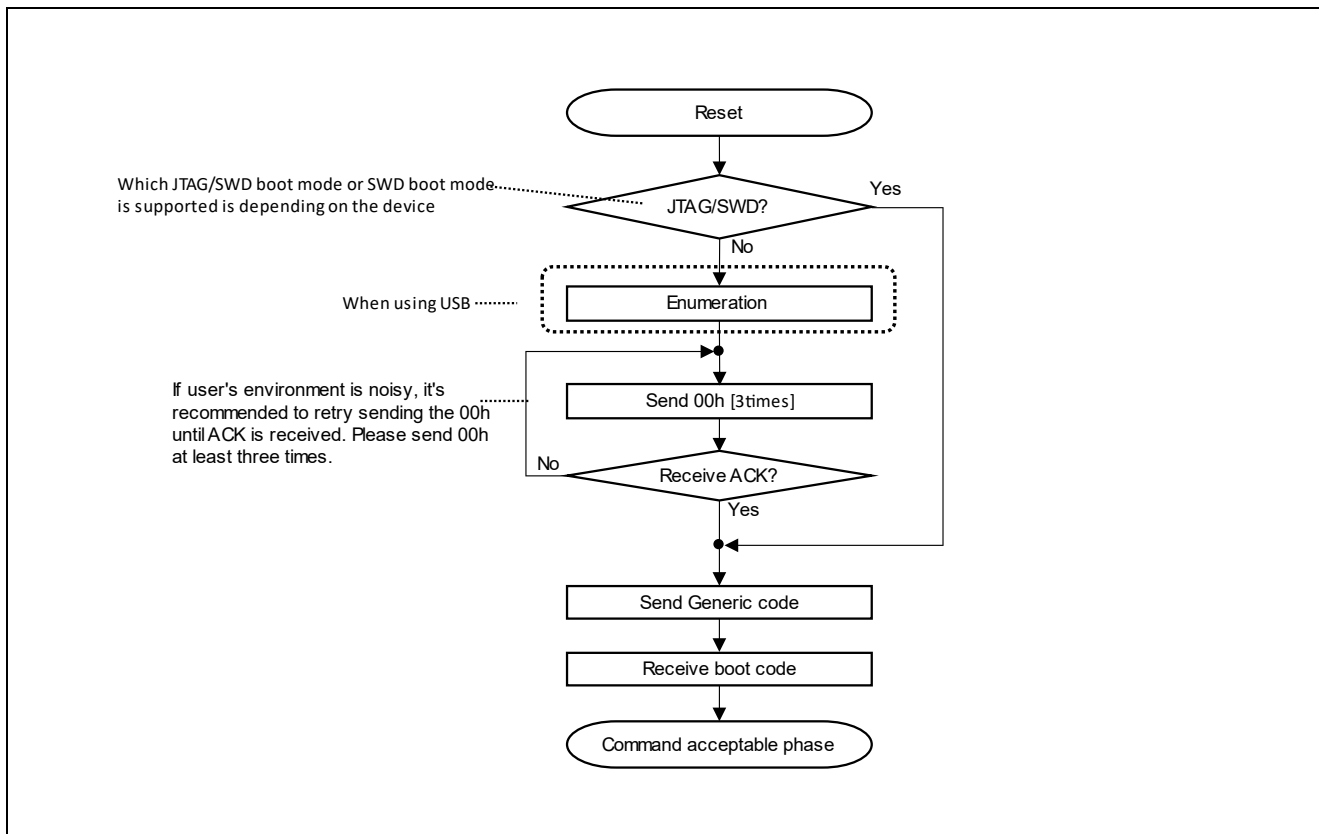 Reset
Which JTAG/SWD boot mode or SWD boot mode
is supported is depending on the device
Yes
JTAG/SWD?
No
When using USB
Enumeration
If user's environment is noisy, it's
recommended to retry sending the 00h
until ACK is received. Please send 00h
at least three times.
Send 00h [3times]
No
Receive ACK?
Yes
Send Generic code
Receive boot code
Command acceptable phase